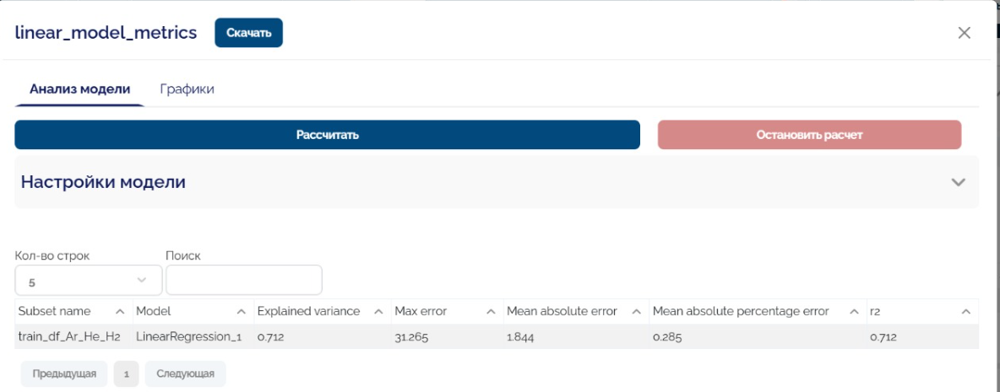 linear_model_metrics Скачать
Анализ модели Графики
Рассчитать Остановить расчет
Настройки модели
Кол-во строк Поиск
5
Subset name Model Explained variance Max error Mean absolute error Mean absolute percentage error r2
train_df_Ar_He_H2 LinearRegression_1 0.712 31.265 1.844 0.285 0.712
Предыдущая 1 Следующая